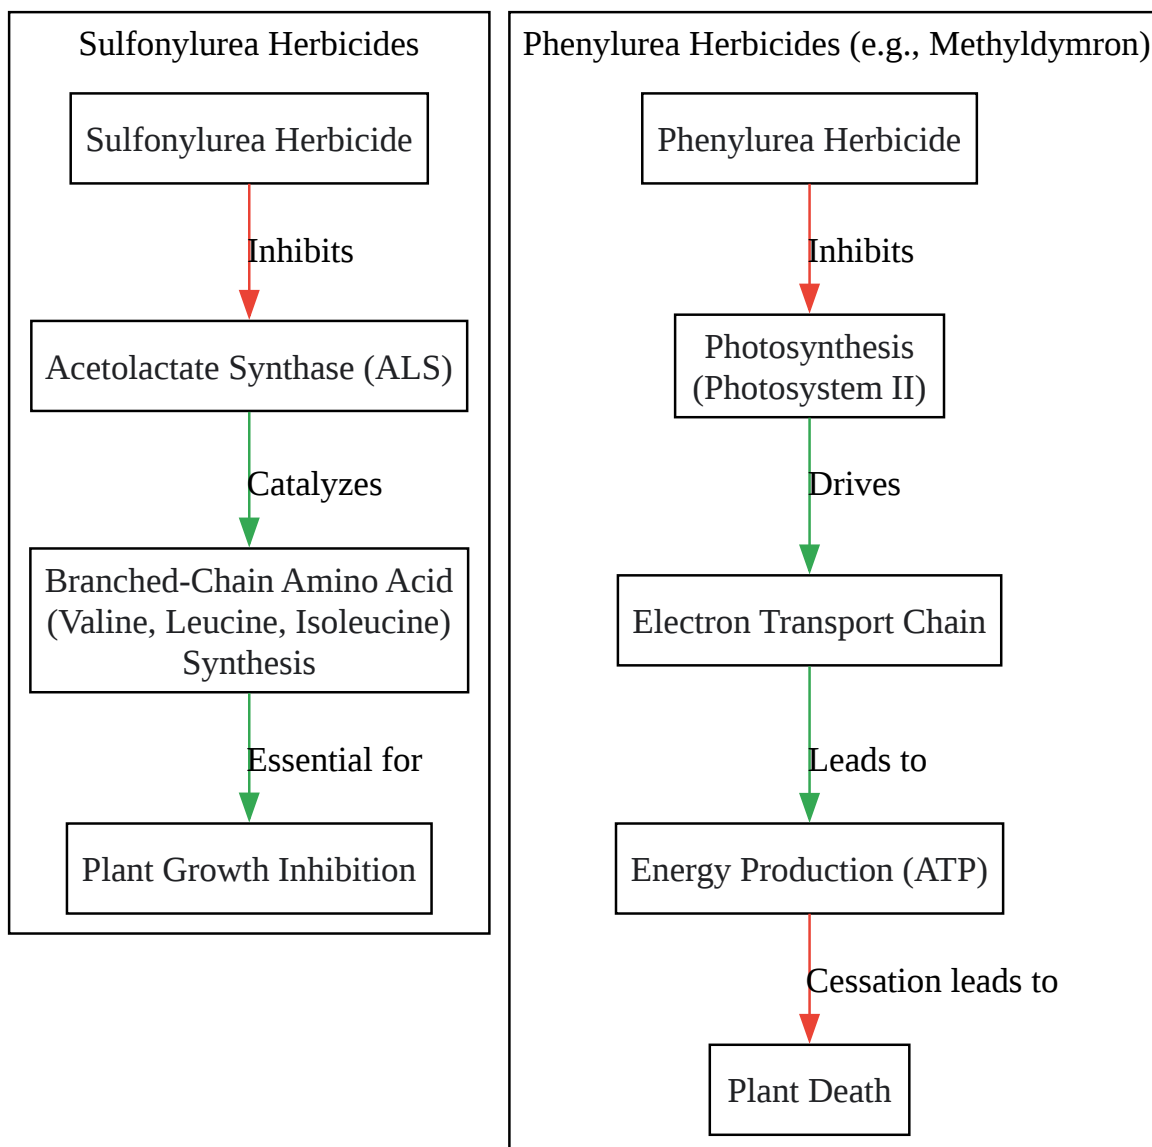 Sulfonylurea Herbicides
Sulfonylurea Herbicide
Inhibits
Acetolactate Synthase (ALS)
Catalyzes
Branched-Chain Amino Acid
(Valine, Leucine, Isoleucine)
Synthesis
Essential for
Plant Growth Inhibition
Phenylurea Herbicides (e.g., Methyldymron)
Phenylurea Herbicide
Inhibits
Photosynthesis
(Photosystem II)
Drives
Electron Transport Chain
Leads to
Energy Production (ATP)
Cessation leads to
Plant Death